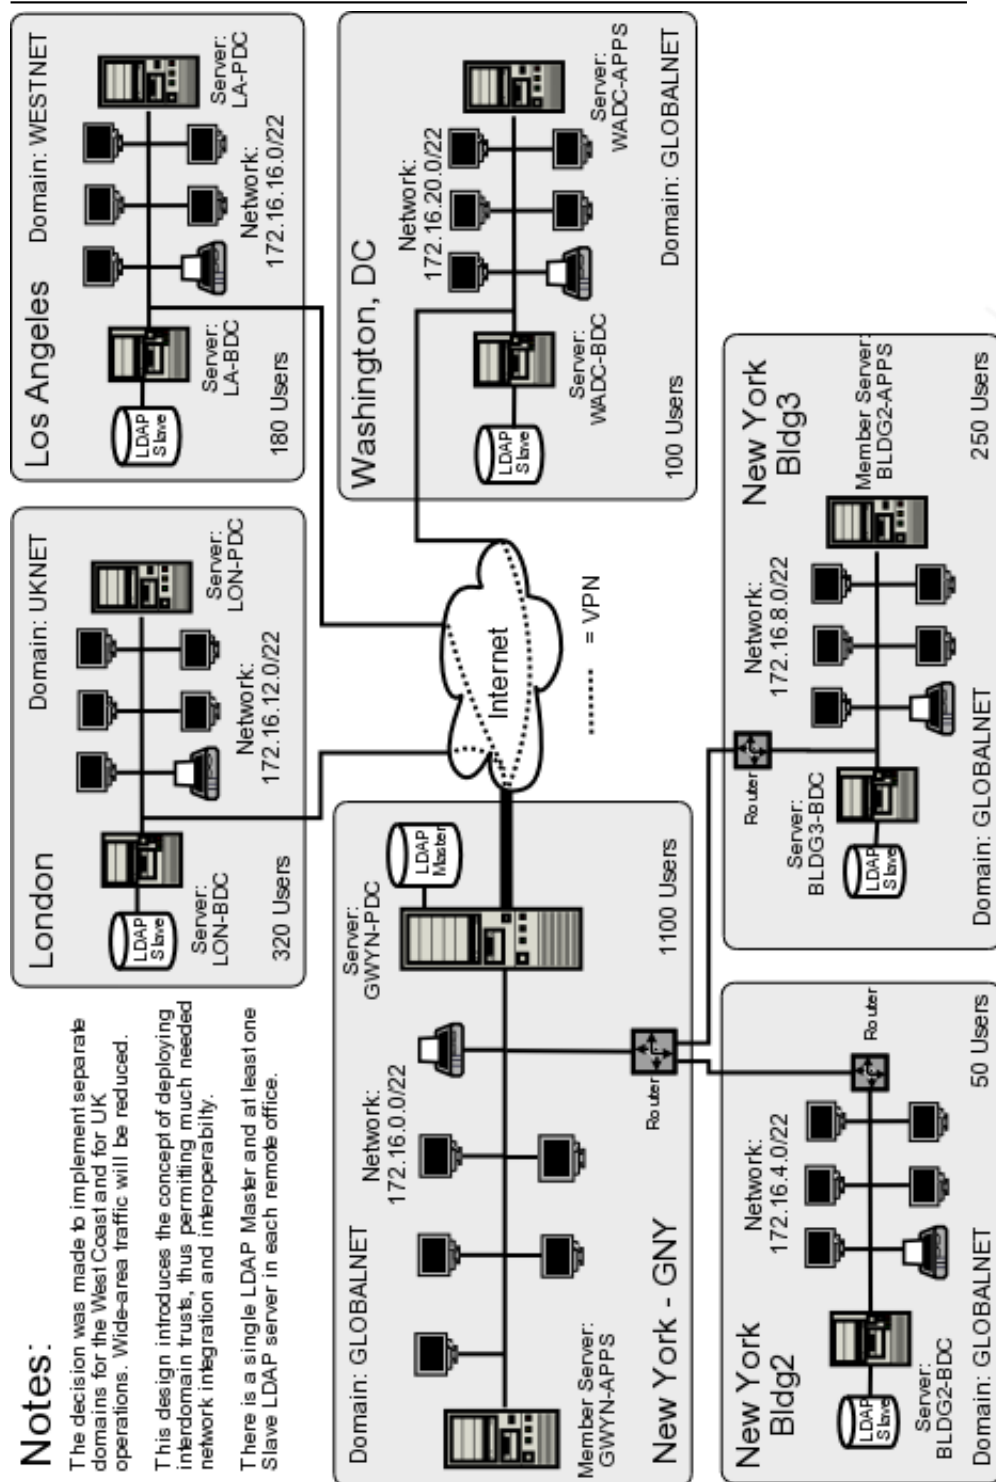 Notes:
The decision was made to implement separate
domains for the West Coast and for UK
operations. Wide-area traffic will be reduced.
This design introduces the concept of deploying
interdomain trusts, thus permitting much needed
network integration and interoperabilty.
There is a single LDAP Master and at least one
Slave LDAP server in each remote office.
London
Domain: UKNET
LDAP
Slave
Server:
LON-BDC
Network:
172.16.12.0/22
Server:
LON-PDC
320 Users
Los Angeles
Domain: WESTNET
LDAP
Slave
Server:
LA-BDC
Network:
172.16.16.0/22
Server:
LA-PDC
180 Users
Domain: GLOBALNET
Network:
172.16.0.0/22
Server:
GWYN-PDC
LDAP
Master
Member Server:
GWYN-APPS
Router
New York - GNY
1100 Users
Internet
= VPN
Washington, DC
Network:
172.16.20.0/22
LDAP
Slave
Server:
WADC-BDC
Server:
WADC-APPS
100 Users
Domain: GLOBALNET
New York
Bldg2
Network:
172.16.4.0/22
LDAP
Slave
Server:
BLDG2-BDC
Router
Domain: GLOBALNET
50 Users
New York
Bldg3
Router
Network:
172.16.8.0/22
Server:
BLDG3-BDC
LDAP
Slave
Member Server:
BLDG2-APPS
Domain: GLOBALNET
250 Users